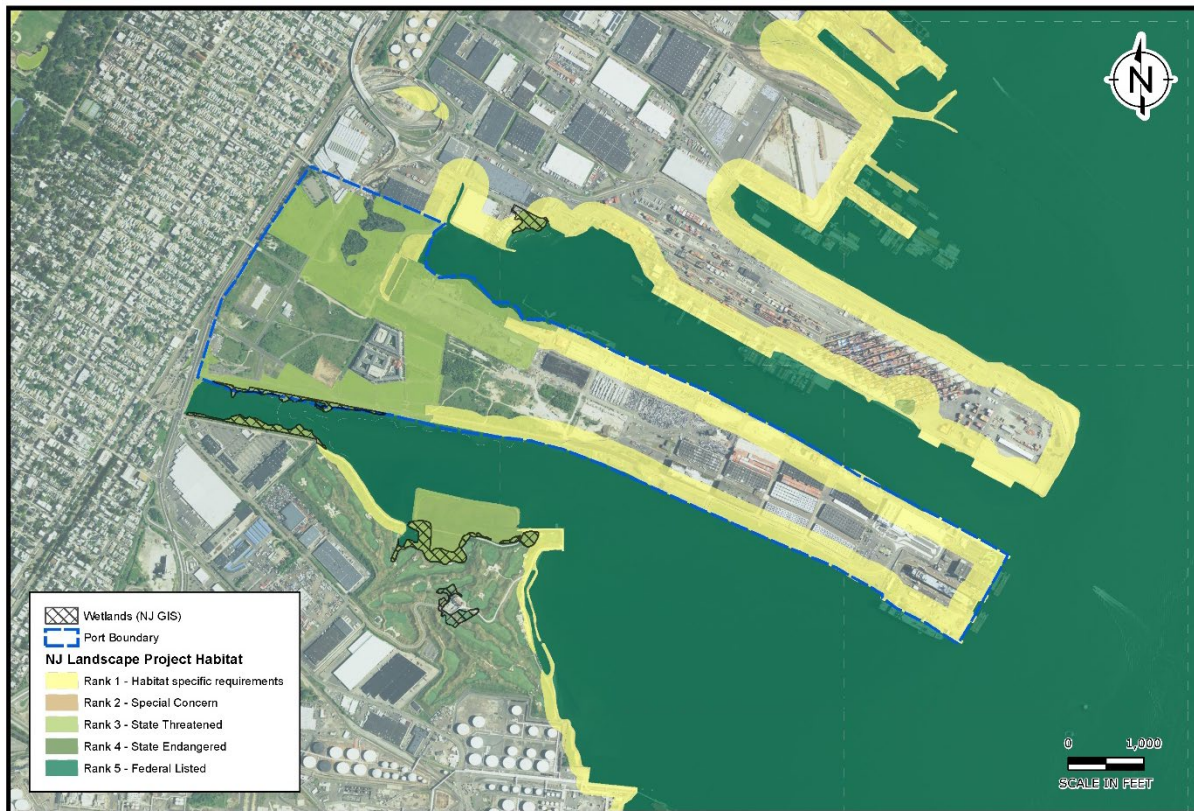 N
Wetlands (NJ GIS)
Port Boundary
NJ Landscape Project Habitat
Rank 1 - Habitat specific requirements
Rank 2 - Special Concern
Rank 3 - State Threatened
Rank 4 - State Endangered
Rank 5 - Federal Listed
0 1,000
SCALE IN FEET